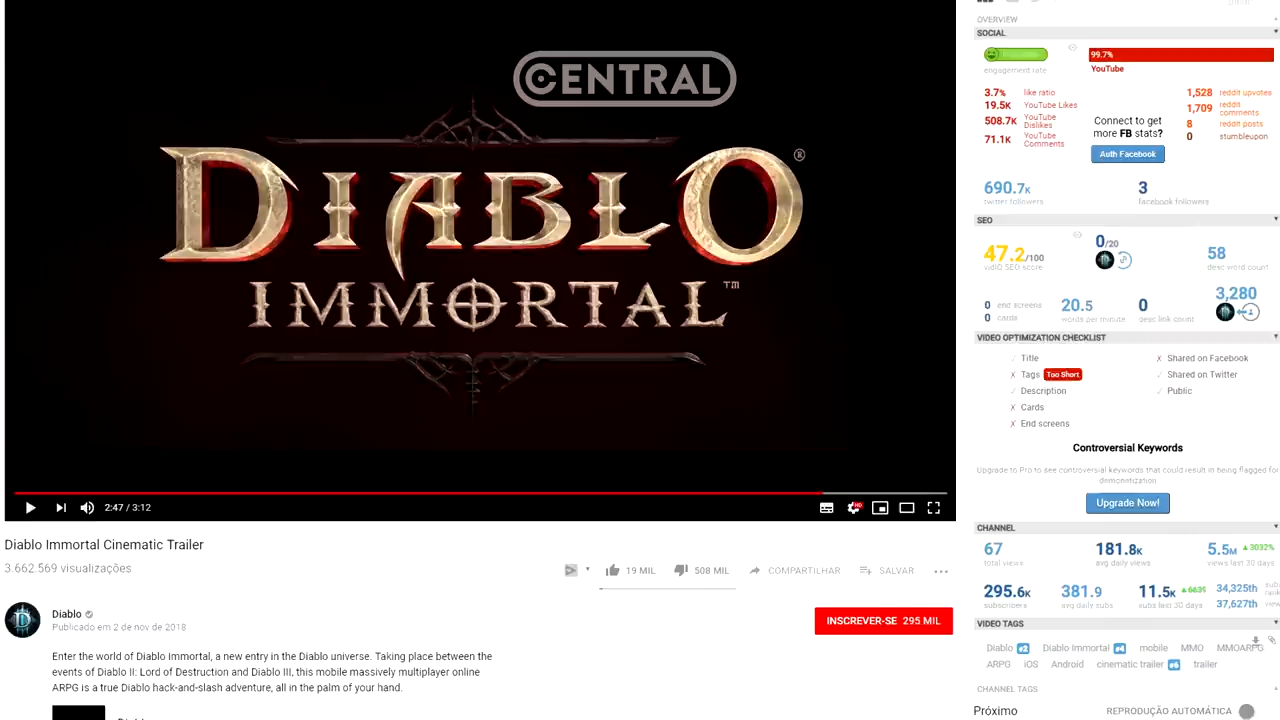 CENTRAL
DIABLO ®
IMMORTAL ™
2:47 / 3:12
HD
Diablo Immortal Cinematic Trailer
3.662.569 visualizações
19 MIL
508 MIL
COMPARTILHAR
SALVAR
Diablo
Publicado em 2 de nov de 2018
INSCREVER-SE 295 MIL
Enter the world of Diablo Immortal, a new entry in the Diablo universe. Taking place between the
events of Diablo II: Lord of Destruction and Diablo III, this mobile massively multiplayer online
ARPG is a true Diablo hack-and-slash adventure, all in the palm of your hand.
OVERVIEW
SOCIAL
engagement rate
99.7%
YouTube
3.7% like ratio
19.5K YouTube Likes
508.7K YouTube Dislikes
71.1K YouTube Comments
Connect to get
more FB stats?
Auth Facebook
1,528 reddit upvotes
1,709 reddit comments
8 reddit posts
0 stumbleupon
690.7K
twitter followers
3
facebook followers
SEO
47.2/100
vidIQ SEO score
0/20
58
desc word count
0 end screens
0 cards
20.5
words per minute
0
desc link count
3,280
VIDEO OPTIMIZATION CHECKLIST
✓ Title
✗ Tags Too Short
✓ Description
✗ Cards
✗ End screens
✗ Shared on Facebook
✓ Shared on Twitter
✓ Public
Controversial Keywords
Upgrade to Pro to see controversial keywords that could result in being flagged for
demonitization
Upgrade Now!
CHANNEL
67
total views
181.8K
avg daily views
5.5M ▲3032%
views last 30 days
295.6K
subscribers
381.9
avg daily subs
11.5K
subs last 30 days
34,325th
37,627th
VIDEO TAGS
Diablo #2 Diablo Immortal #4 mobile MMO MMOARPG
ARPG iOS Android cinematic trailer #6 trailer
CHANNEL TAGS
Próximo
REPRODUÇÃO AUTOMÁTICA